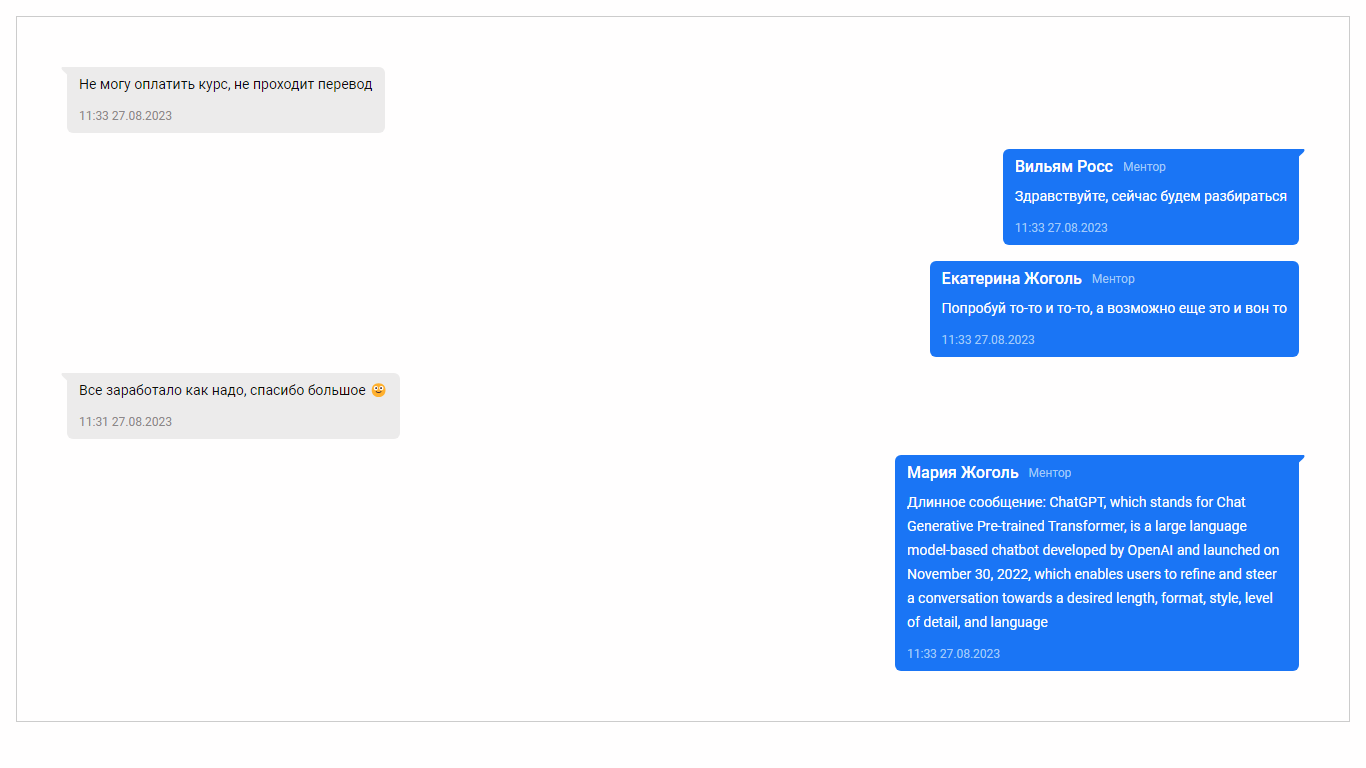 Не могу оплатить курс, не проходит перевод
11:33 27.08.2023
Вильям Росс Ментор
Здравствуйте, сейчас будем разбираться
11:33 27.08.2023
Екатерина Жоголь Ментор
Попробуй то-то и то-то, а возможно еще это и вон то
11:33 27.08.2023
Все заработало как надо, спасибо большое 🙂
11:31 27.08.2023
Мария Жоголь Ментор
Длинное сообщение: ChatGPT, which stands for Chat
Generative Pre-trained Transformer, is a large language
model-based chatbot developed by OpenAI and launched on
November 30, 2022, which enables users to refine and steer
a conversation towards a desired length, format, style, level
of detail, and language
11:33 27.08.2023